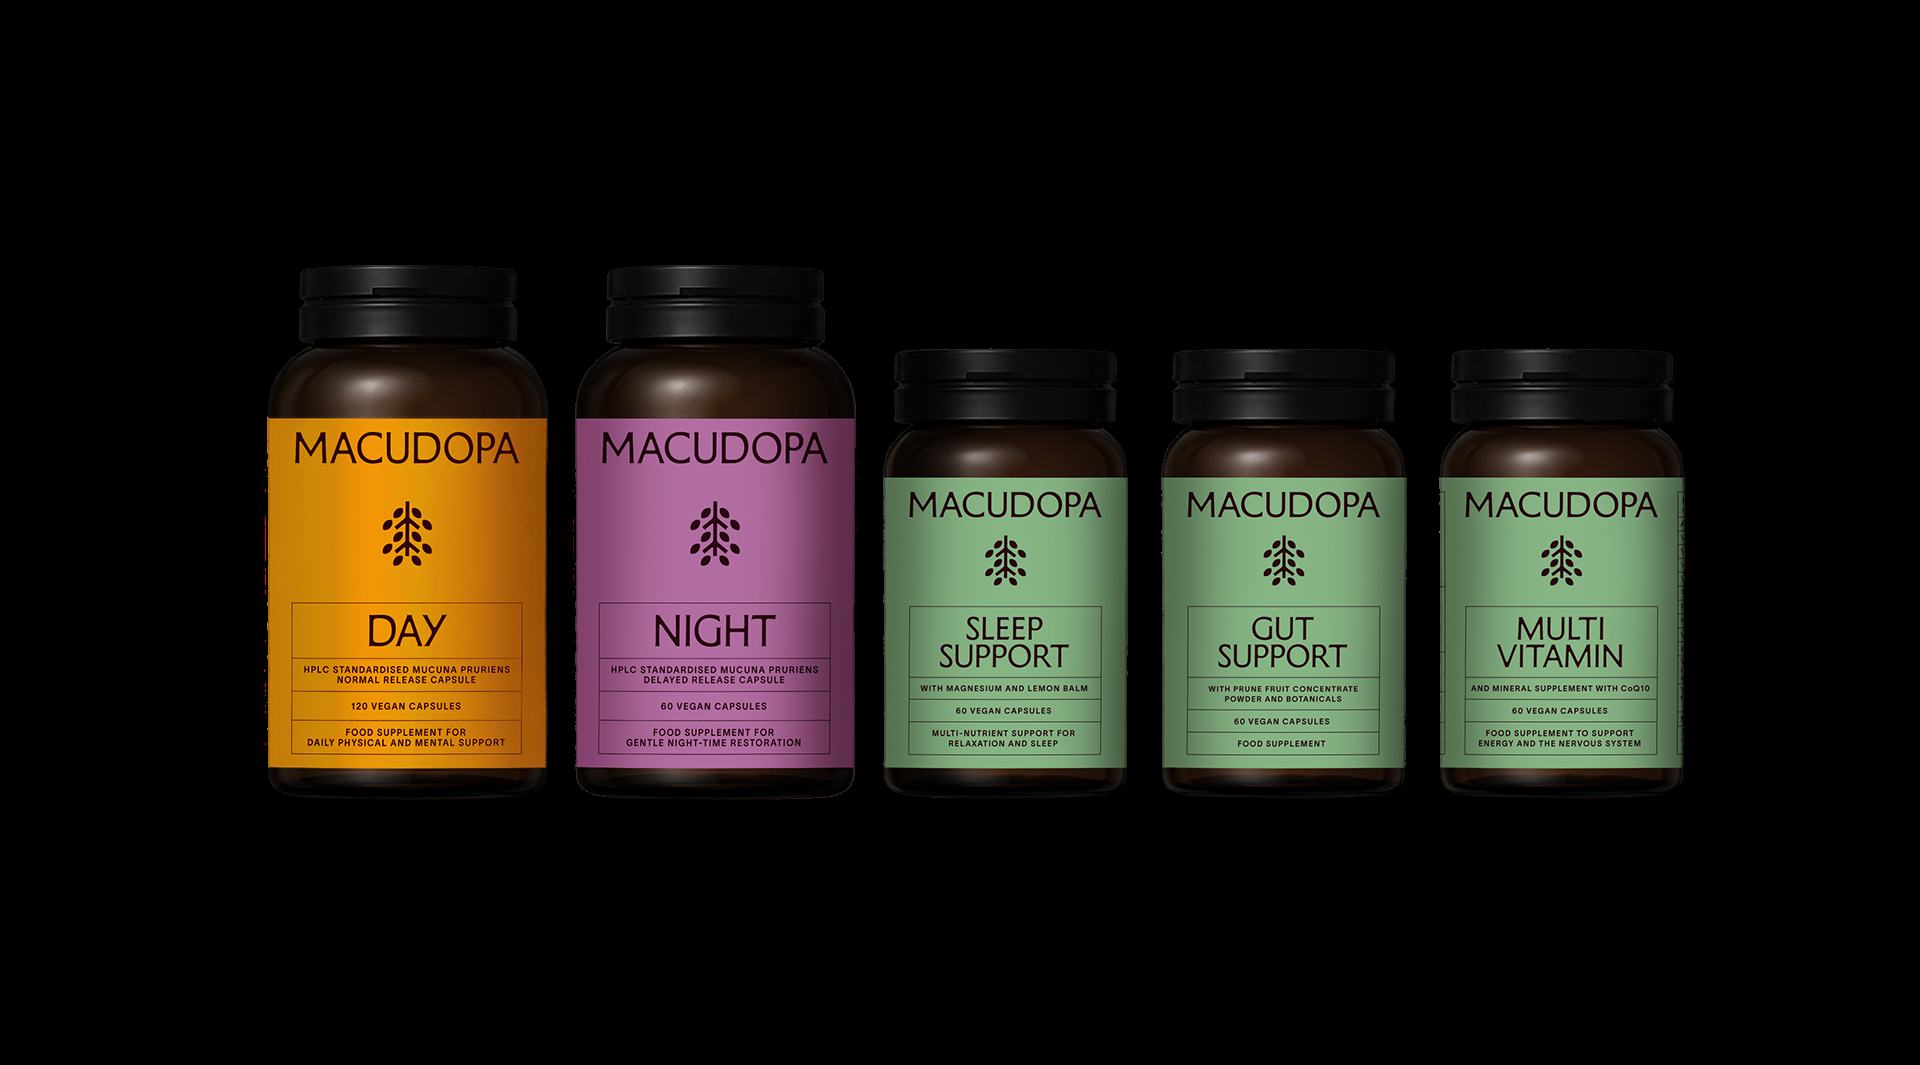 MACUDOPA
DAY
HPLC STANDARDISED MUCUNA PRURIENS
NORMAL RELEASE CAPSULE
120 VEGAN CAPSULES
FOOD SUPPLEMENT FOR
DAILY PHYSICAL AND MENTAL SUPPORT
MACUDOPA
NIGHT
HPLC STANDARDISED MUCUNA PRURIENS
DELAYED RELEASE CAPSULE
60 VEGAN CAPSULES
FOOD SUPPLEMENT FOR
GENTLE NIGHT-TIME RESTORATION
MACUDOPA
SLEEP
SUPPORT
WITH MAGNESIUM AND LEMON BALM
60 VEGAN CAPSULES
MULTI-NUTRIENT SUPPORT FOR
RELAXATION AND SLEEP
MACUDOPA
GUT
SUPPORT
WITH PRUNE FRUIT CONCENTRATE
POWDER AND BOTANICALS
60 VEGAN CAPSULES
FOOD SUPPLEMENT
MACUDOPA
MULTI
VITAMIN
AND MINERAL SUPPLEMENT WITH CoQ10
60 VEGAN CAPSULES
FOOD SUPPLEMENT TO SUPPORT
ENERGY AND THE NERVOUS SYSTEM